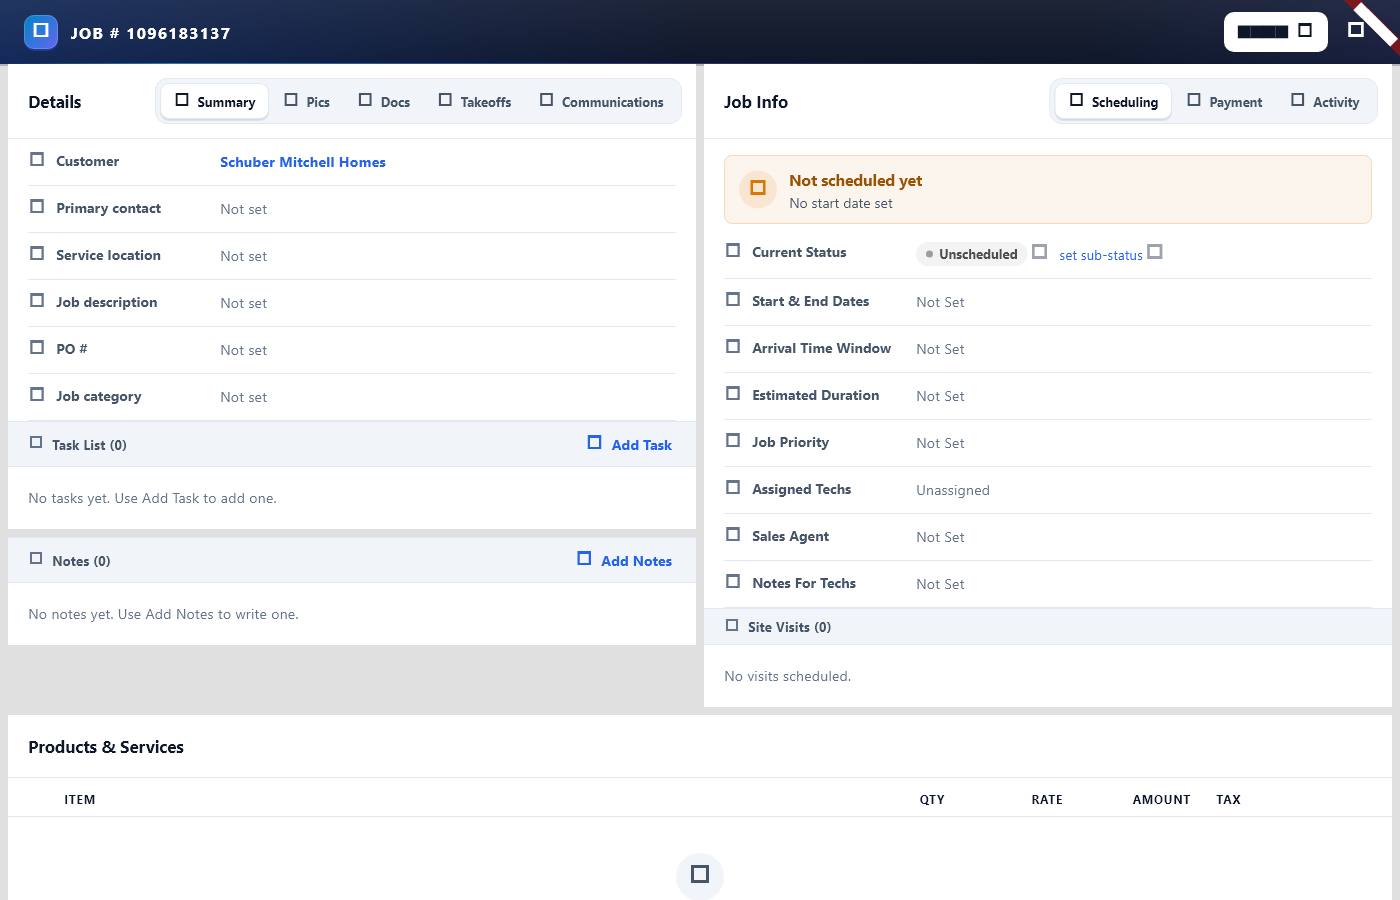 JOB # 1096183137
Details
Summary
Pics
Docs
Takeoffs
Communications
Customer
Schuber Mitchell Homes
Primary contact
Not set
Service location
Not set
Job description
Not set
PO #
Not set
Job category
Not set
Task List (0)
Add Task
No tasks yet. Use Add Task to add one.
Notes (0)
Add Notes
No notes yet. Use Add Notes to write one.
Job Info
Scheduling
Payment
Activity
Not scheduled yet
No start date set
Current Status
Unscheduled
set sub-status
Start & End Dates
Not Set
Arrival Time Window
Not Set
Estimated Duration
Not Set
Job Priority
Not Set
Assigned Techs
Unassigned
Sales Agent
Not Set
Notes For Techs
Not Set
Site Visits (0)
No visits scheduled.
Products & Services
ITEM
QTY
RATE
AMOUNT
TAX